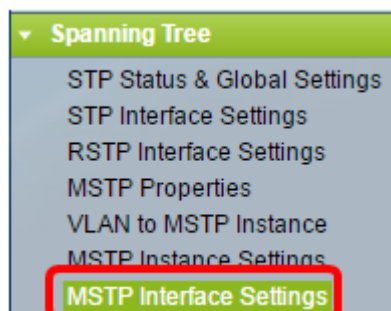 Spanning Tree
STP Status & Global Settings
STP Interface Settings
RSTP Interface Settings
MSTP Properties
VLAN to MSTP Instance
MSTP Instance Settings
MSTP Interface Settings